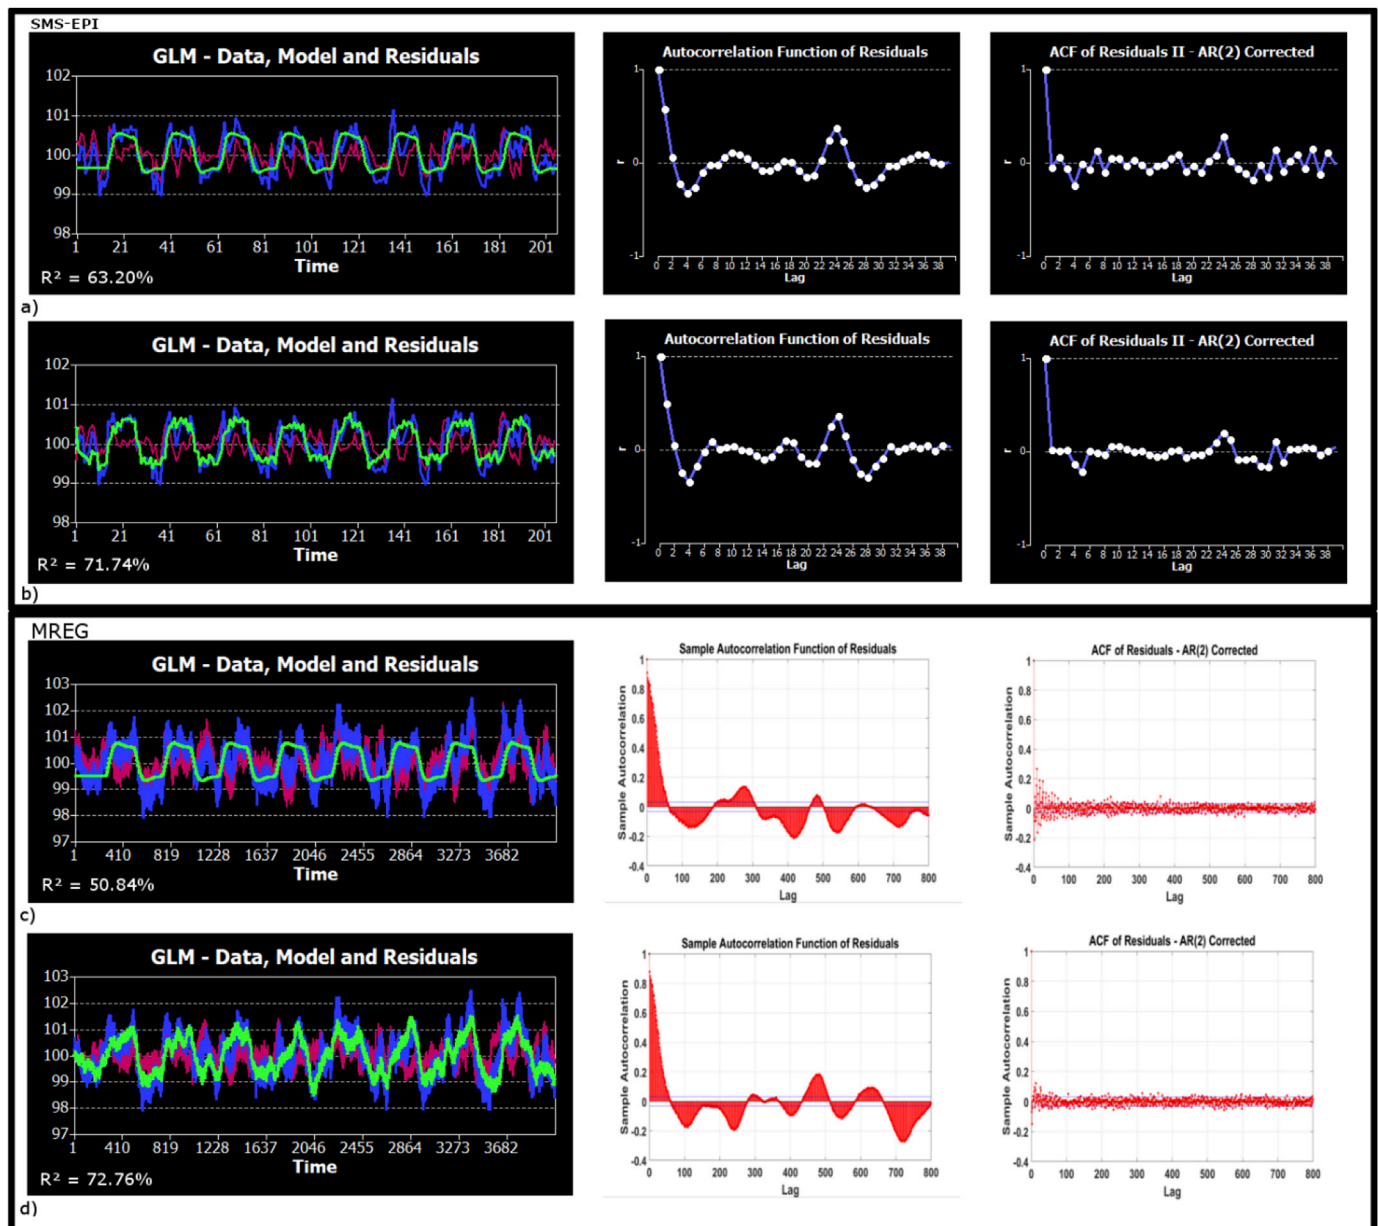 SMS-EPI
GLM - Data, Model and Residuals
102
101
100
99
98
1 21 41 61 81 101 121 141 161 181 201
Time
R² = 63.20%
a)
Autocorrelation Function of Residuals
1
0
-1
r
0 2 4 6 8 10 12 14 16 18 20 22 24 26 28 30 32 34 36 38
Lag
ACF of Residuals II - AR(2) Corrected
1
0
-1
r
0 2 4 6 8 10 12 14 16 18 20 22 24 26 28 30 32 34 36 38
Lag
GLM - Data, Model and Residuals
102
101
100
99
98
1 21 41 61 81 101 121 141 161 181 201
Time
R² = 71.74%
b)
Autocorrelation Function of Residuals
1
0
-1
r
0 2 4 6 8 10 12 14 16 18 20 22 24 26 28 30 32 34 36 38
Lag
ACF of Residuals II - AR(2) Corrected
1
0
-1
r
0 2 4 6 8 10 12 14 16 18 20 22 24 26 28 30 32 34 36 38
Lag
MREG
GLM - Data, Model and Residuals
103
102
101
100
99
98
97
1 410 819 1228 1637 2046 2455 2864 3273 3682
Time
R² = 50.84%
c)
Sample Autocorrelation Function of Residuals
Sample Autocorrelation
1
0.8
0.6
0.4
0.2
0
-0.2
-0.4
0 100 200 300 400 500 600 700 800
Lag
ACF of Residuals - AR(2) Corrected
Sample Autocorrelation
1
0.8
0.6
0.4
0.2
0
-0.2
-0.4
0 100 200 300 400 500 600 700 800
Lag
GLM - Data, Model and Residuals
103
102
101
100
99
98
97
1 410 819 1228 1637 2046 2455 2864 3273 3682
Time
R² = 72.76%
d)
Sample Autocorrelation Function of Residuals
Sample Autocorrelation
1
0.8
0.6
0.4
0.2
0
-0.2
-0.4
0 100 200 300 400 500 600 700 800
Lag
ACF of Residuals - AR(2) Corrected
Sample Autocorrelation
1
0.8
0.6
0.4
0.2
0
-0.2
-0.4
0 100 200 300 400 500 600 700 800
Lag